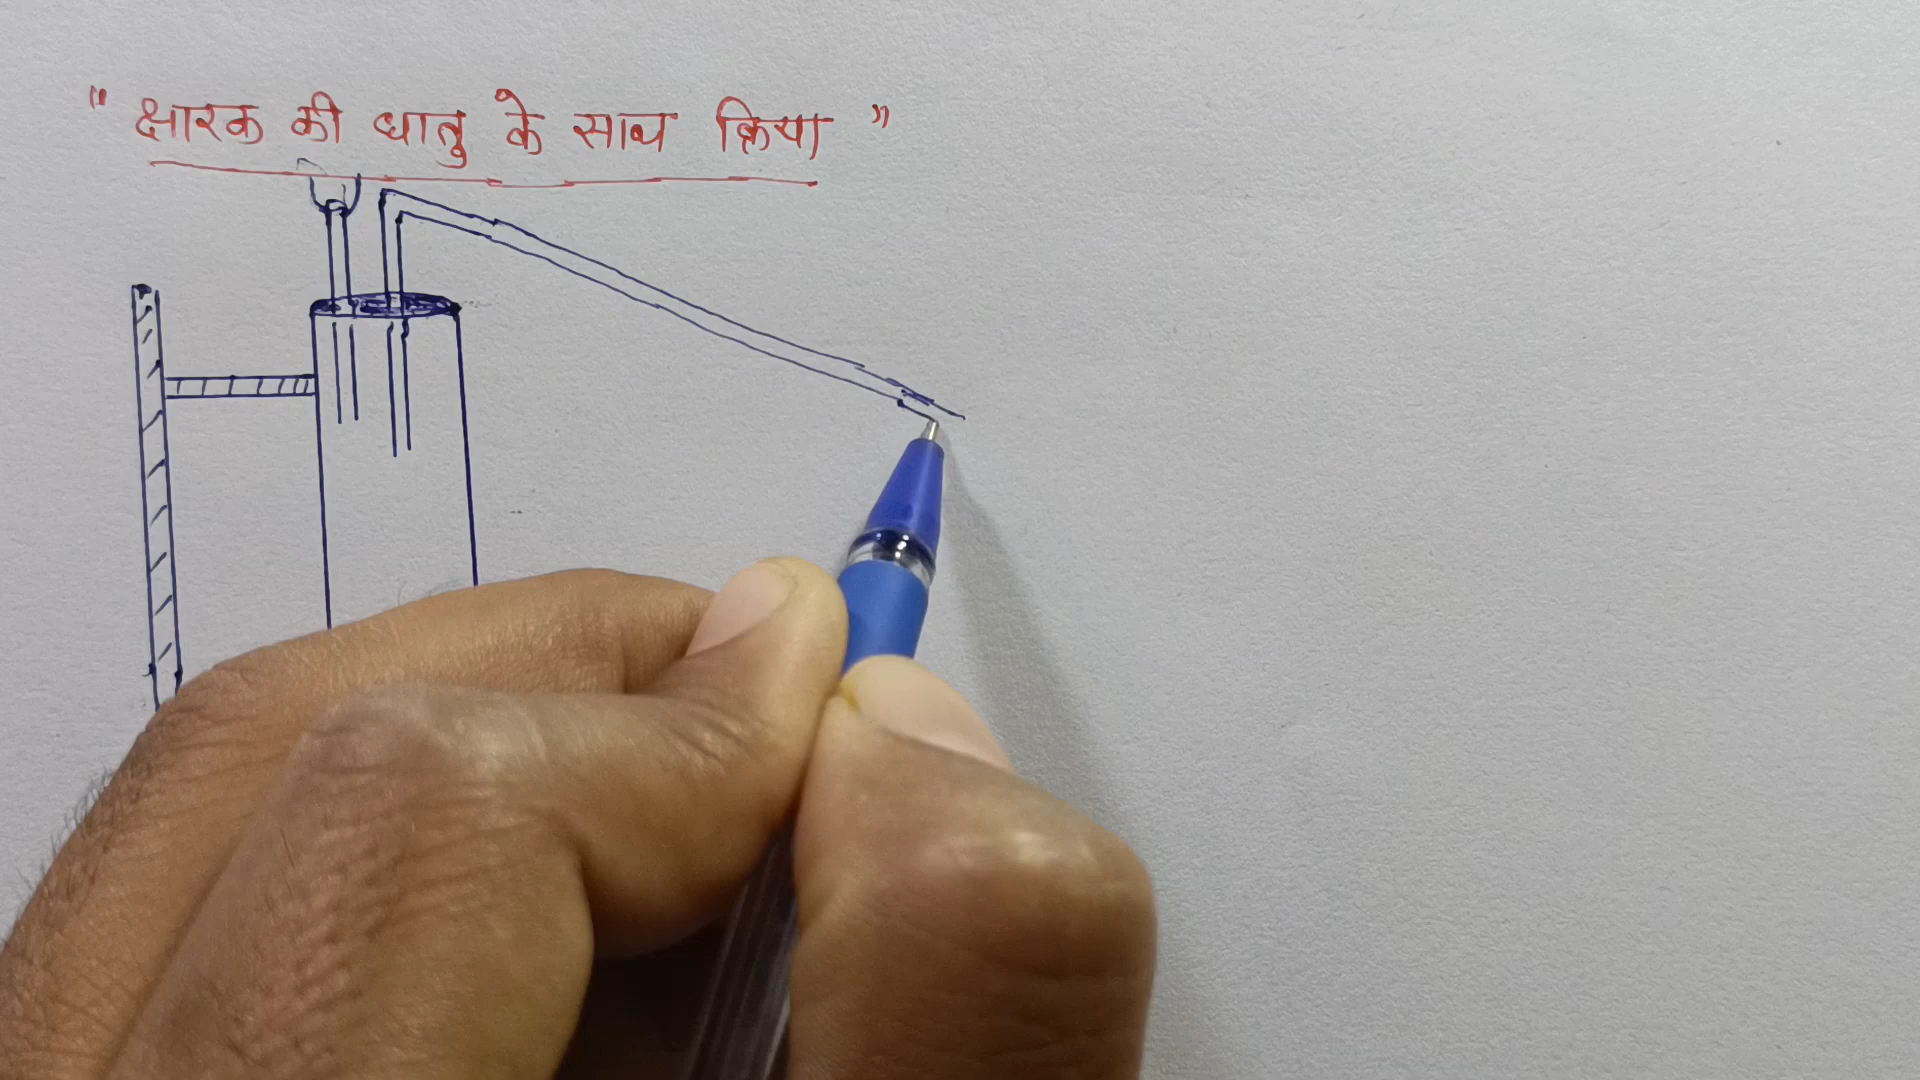 " क्षारक की धातु के साथ क्रिया "